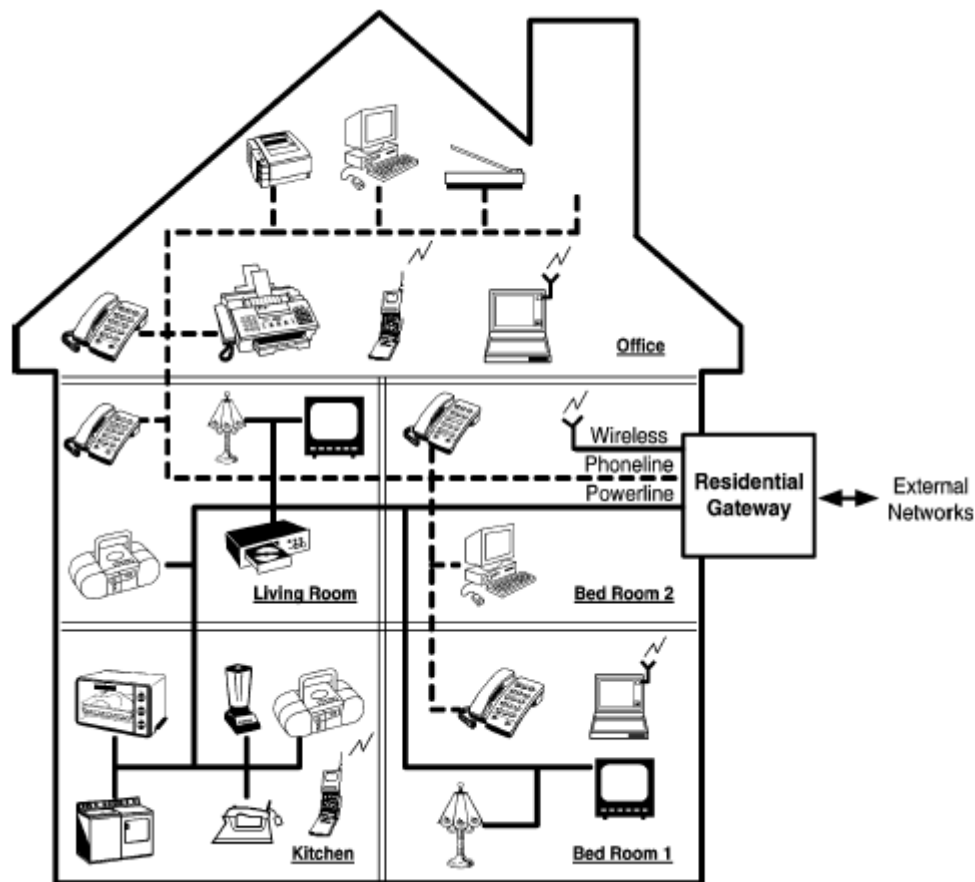 Office
Wireless
Phoneline
Powerline
Residential
Gateway
External
Networks
Living Room
Bed Room 2
Kitchen
Bed Room 1